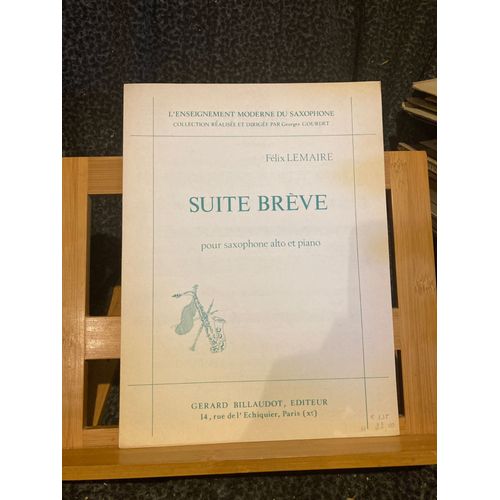 L'ENSEIGNEMENT MODERNE DU SAXOPHONE
COLLECTION RÉALISÉE ET DIRIGÉE PAR Georges GOURDET
Félix LEMAIRE
SUITE BRÈVE
pour saxophone alto et piano
GERARD BILLAUDOT, EDITEUR
14, rue de l'Echiquier, Paris (xᵉ)